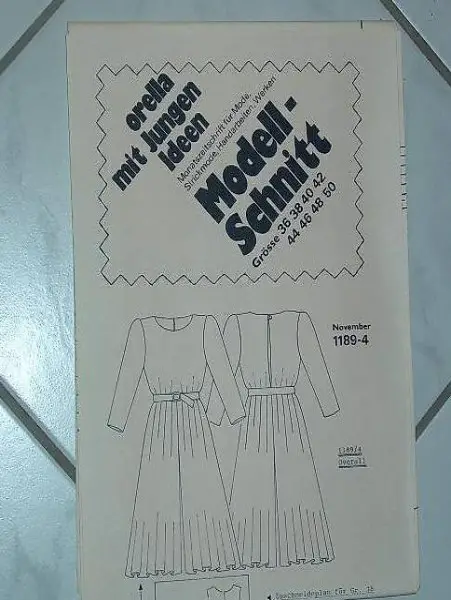 orella
mit Jungen
Ideen
Monatszeitschrift für Mode,
Strickmode, Handarbeiten, Werken
Modell-
Schnitt
Grösse 36 38 40 42
44 46 48 50
November
1189-4
1189/4
Overall